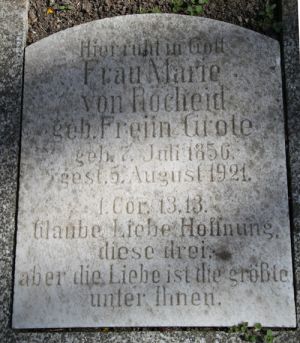 Hier ruht in Gott
Frau Marie
von Rocheid
geb. Freiin Grote
geb. 7. Juli 1856.
gest. 5. August 1921.
1. Cor. 13,13.
Glaube, Liebe, Hoffnung,
diese drei;
aber die Liebe ist die größte
unter Ihnen.